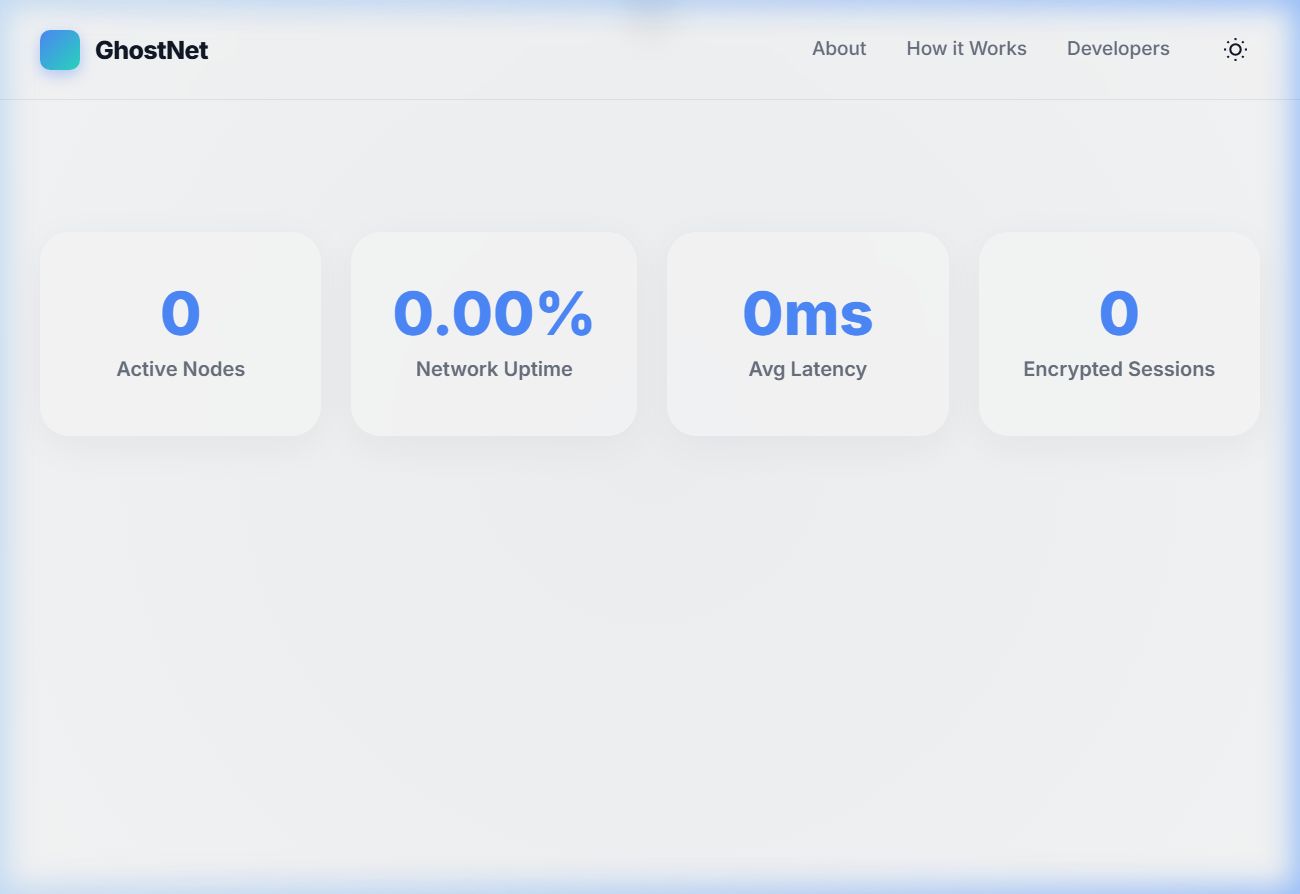 GhostNet
About
How it Works
Developers
0
Active Nodes
0.00%
Network Uptime
0ms
Avg Latency
0
Encrypted Sessions